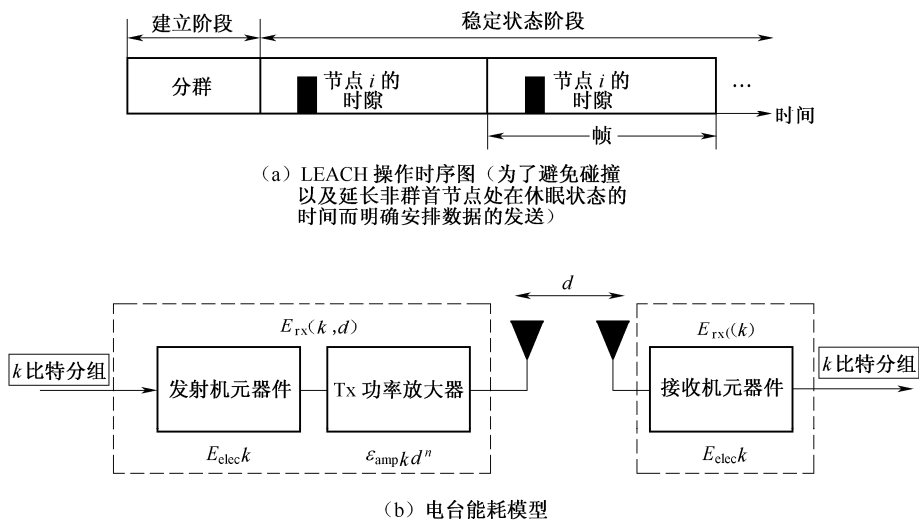 建立阶段
稳定状态阶段
分群
节点 i 的
时隙
节点 i 的
时隙
…
时间
帧
(a) LEACH 操作时序图（为了避免碰撞
以及延长非群首节点处在休眠状态的
时间而明确安排数据的发送）
d
E_rx(k,d)
E_rx((k)
k 比特分组
发射机元器件
Tx 功率放大器
接收机元器件
k 比特分组
E_elec k
ε_amp k d^n
E_elec k
(b) 电台能耗模型